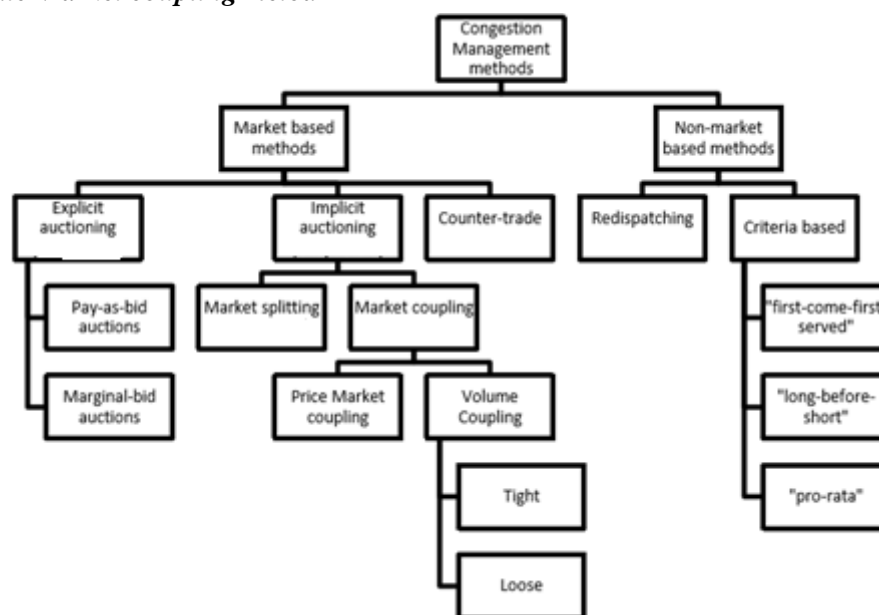 Congestion
Management
methods
Market based
methods
Non-market
based methods
Explicit
auctioning
Implicit
auctioning
Counter-trade
Redispatching
Criteria based
Pay-as-bid
auctions
Market splitting
Market coupling
"first-come-first
served"
Marginal-bid
auctions
Price Market
coupling
Volume
Coupling
"long-before-
short"
Tight
"pro-rata"
Loose